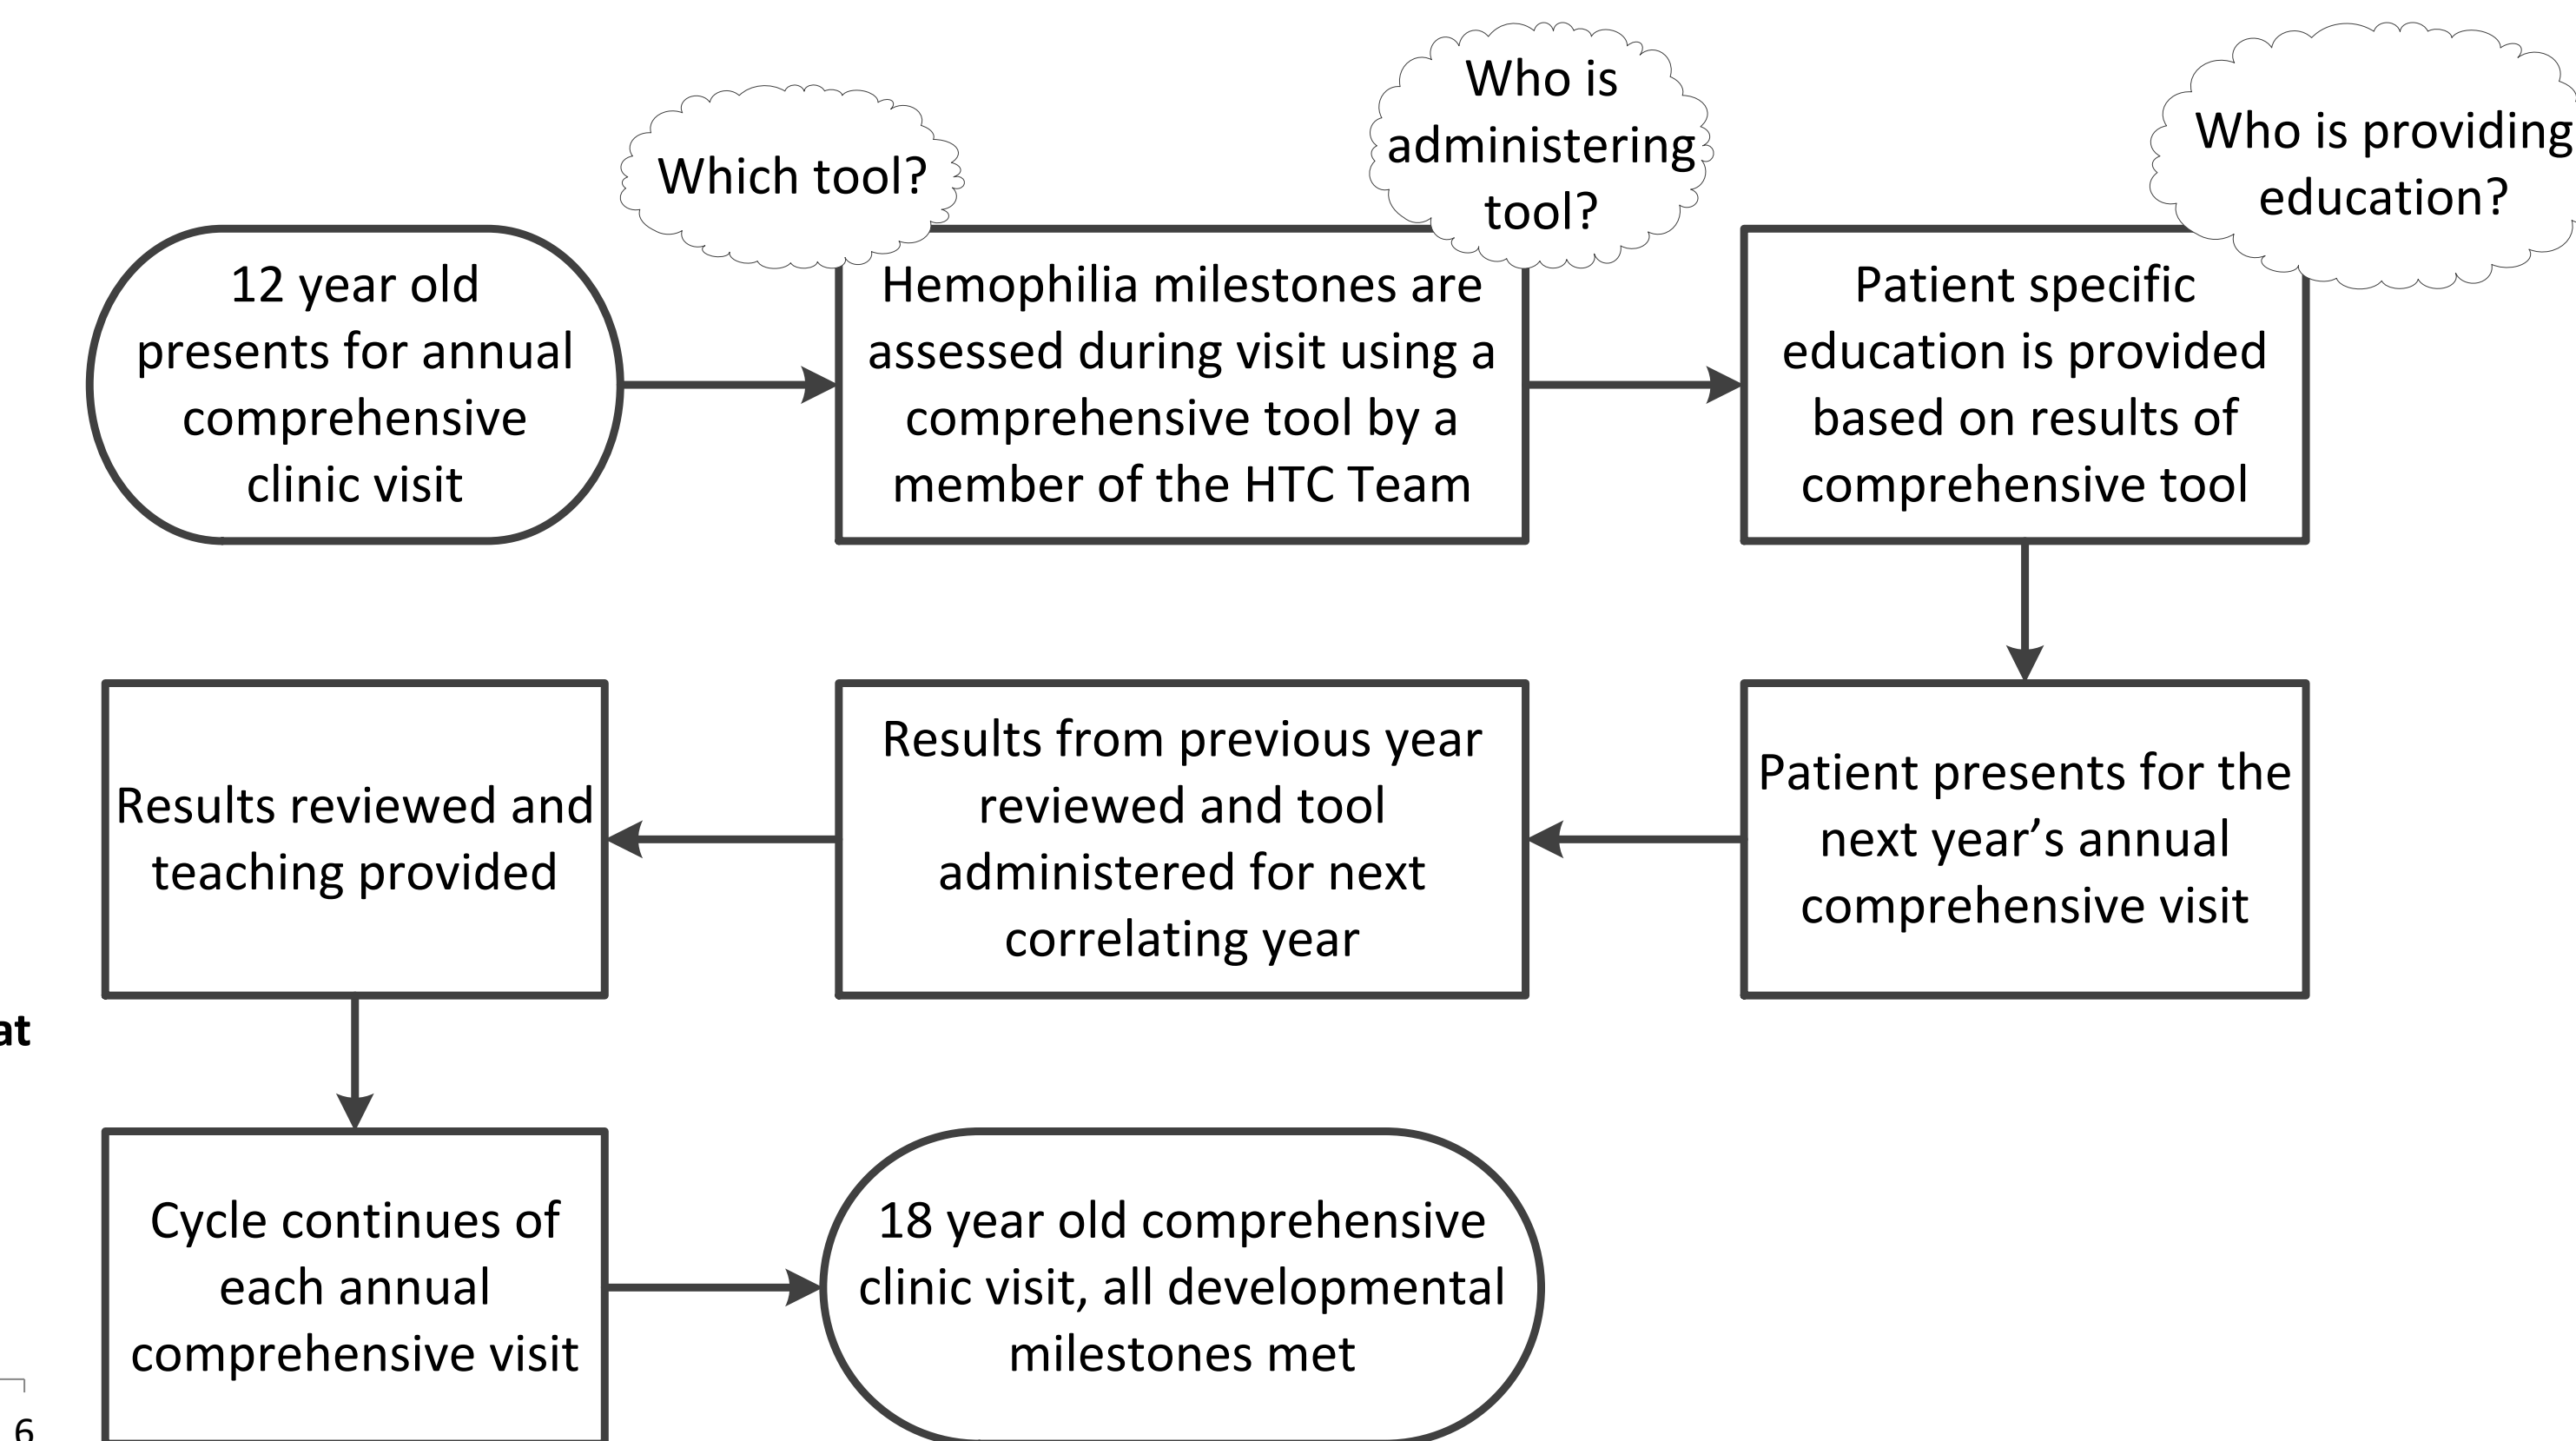 Which tool?
Who is
administering
tool?
Who is providing
education?
12 year old
presents for annual
comprehensive
clinic visit
Hemophilia milestones are
assessed during visit using a
comprehensive tool by a
member of the HTC Team
Patient specific
education is provided
based on results of
comprehensive tool
Patient presents for the
next year’s annual
comprehensive visit
Results from previous year
reviewed and tool
administered for next
correlating year
Results reviewed and
teaching provided
at
Cycle continues of
each annual
comprehensive visit
18 year old comprehensive
clinic visit, all developmental
milestones met
6